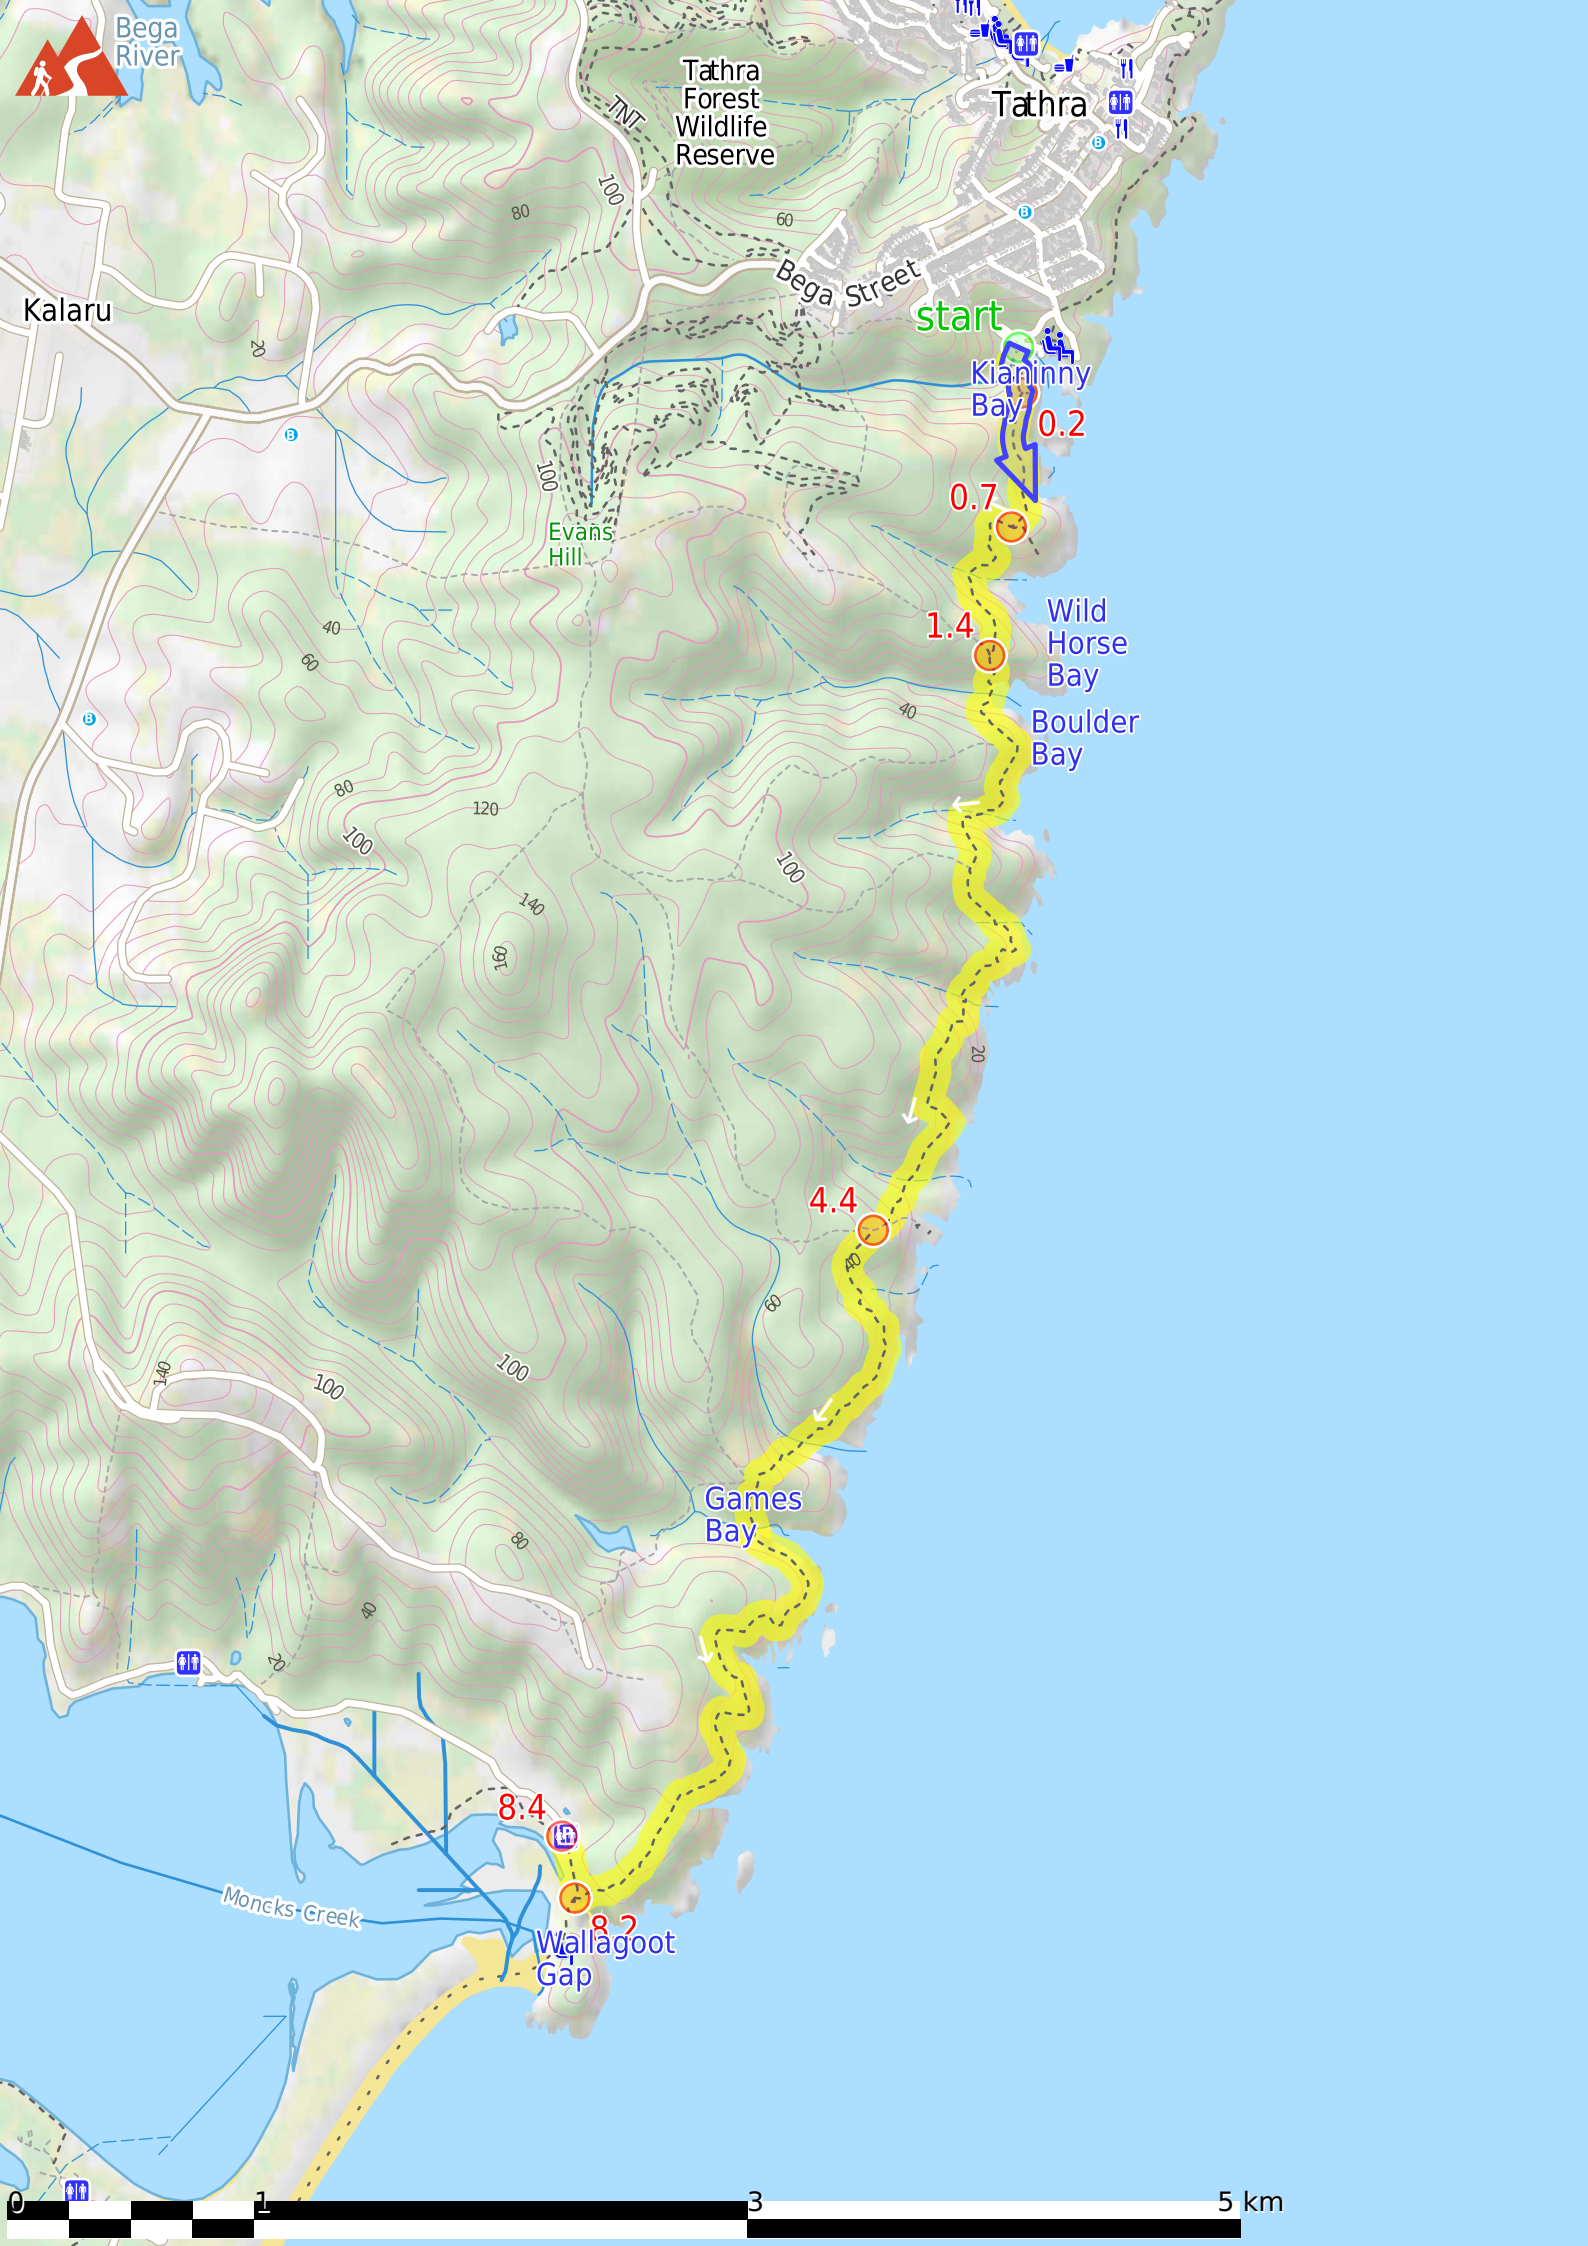 Bega
River
Tathra
Forest
Wildlife
Reserve
TNT
Tathra
B
100
80
60
B
Bega Street
Kalaru
start
20
Kianinny
Bay
0.2
B
100
0.7
Evans
Hill
40
60
1.4
Wild
Horse
Bay
40
B
Boulder
Bay
80
120
100
100
140
160
20
4.4
40
60
140
100
100
Games
Bay
80
40
20
8.4
Moncks Creek
8.2
Wallagoot
Gap
0 1 3 5 km